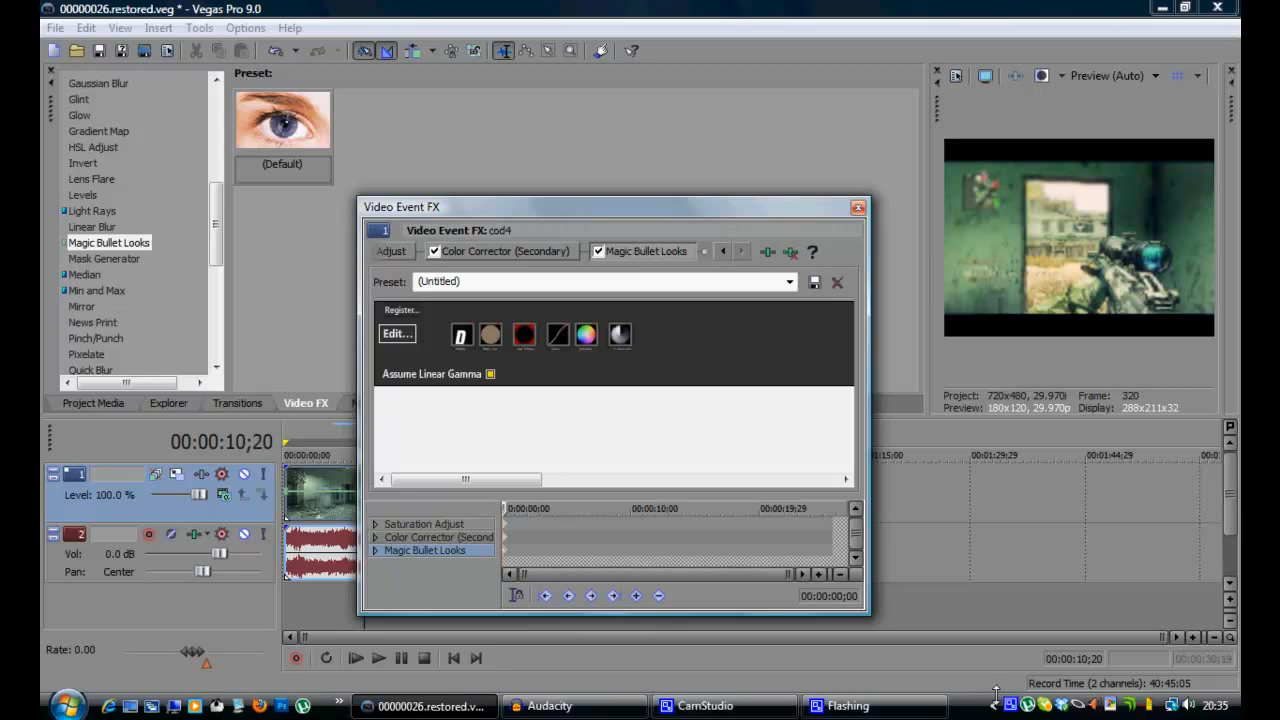 00000026.restored.veg * - Vegas Pro 9.0
File Edit View Insert Tools Options Help
Gaussian Blur
Glint
Glow
Gradient Map
HSL Adjust
Invert
Lens Flare
Levels
Light Rays
Linear Blur
Magic Bullet Looks
Mask Generator
Median
Min and Max
Mirror
News Print
Pinch/Punch
Pixelate
Quick Blur
Preset:
(Default)
Preview (Auto)
Project: 720x480, 29.970i Frame: 320
Preview: 180x120, 29.970p Display: 288x211x32
Project Media Explorer Transitions Video FX
Video Event FX
1 Video Event FX: cod4
Adjust Color Corrector (Secondary) Magic Bullet Looks
Preset: (Untitled)
Register...
Edit...
D
Assume Linear Gamma
00:00:00;00 00:00:10;00 00:00:19;29
Saturation Adjust
Color Corrector (Second
Magic Bullet Looks
00:00:00;00
00:00:10;20
00:00:00;00
:15;00 00:01:29;29 00:01:44;29 00:0
1
Level: 100.0 %
2
Vol: 0.0 dB
Pan: Center
Rate: 0.00
00:00:10;20 00:00:30;19
Record Time (2 channels): 40:45:05
00000026.restored.v... Audacity CamStudio Flashing 20:35